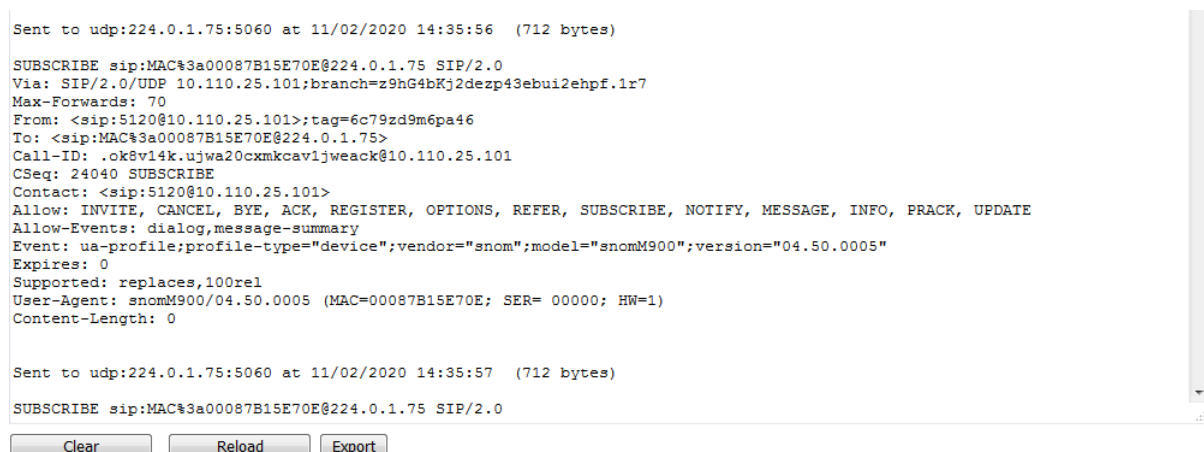 Sent to udp:224.0.1.75:5060 at 11/02/2020 14:35:56  (712 bytes)
SUBSCRIBE sip:MAC%3a00087B15E70E@224.0.1.75 SIP/2.0
Via: SIP/2.0/UDP 10.110.25.101;branch=z9hG4bKj2dezp43ebui2ehpf.1r7
Max-Forwards: 70
From: <sip:5120@10.110.25.101>;tag=6c79zd9m6pa46
To: <sip:MAC%3a00087B15E70E@224.0.1.75>
Call-ID: .ok8v14k.ujwa20cxmkcav1jweack@10.110.25.101
CSeq: 24040 SUBSCRIBE
Contact: <sip:5120@10.110.25.101>
Allow: INVITE, CANCEL, BYE, ACK, REGISTER, OPTIONS, REFER, SUBSCRIBE, NOTIFY, MESSAGE, INFO, PRACK, UPDATE
Allow-Events: dialog,message-summary
Event: ua-profile;profile-type="device";vendor="snom";model="snomM900";version="04.50.0005"
Expires: 0
Supported: replaces,100rel
User-Agent: snomM900/04.50.0005 (MAC=00087B15E70E; SER= 00000; HW=1)
Content-Length: 0
Sent to udp:224.0.1.75:5060 at 11/02/2020 14:35:57  (712 bytes)
SUBSCRIBE sip:MAC%3a00087B15E70E@224.0.1.75 SIP/2.0
Clear Reload Export